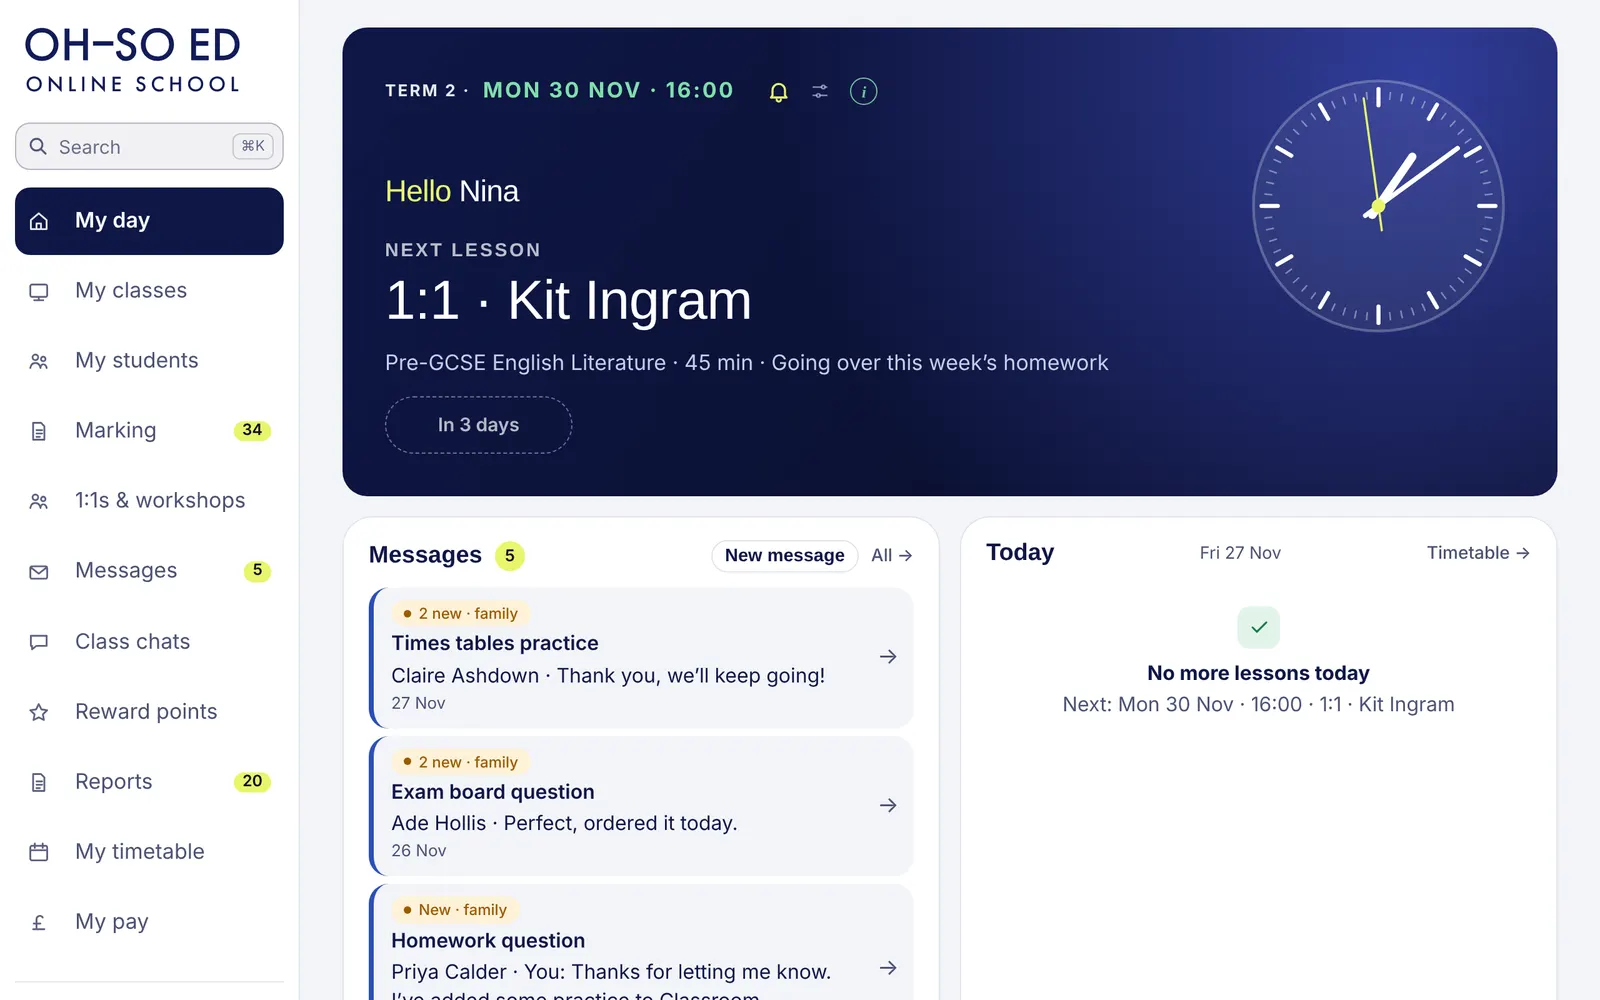 OH–SO ED
ONLINE SCHOOL
Search ⌘K
My day
My classes
My students
Marking 34
1:1s & workshops
Messages 5
Class chats
Reward points
Reports 20
My timetable
£ My pay
TERM 2 · MON 30 NOV · 16:00 i
Hello Nina
NEXT LESSON
1:1 · Kit Ingram
Pre-GCSE English Literature · 45 min · Going over this week’s homework
In 3 days
Messages 5 New message All →
2 new · family
Times tables practice
Claire Ashdown · Thank you, we’ll keep going!
27 Nov
2 new · family
Exam board question
Ade Hollis · Perfect, ordered it today.
26 Nov
New · family
Homework question
Priya Calder · You: Thanks for letting me know.
I’ve added some practice to Classroom
Today Fri 27 Nov Timetable →
No more lessons today
Next: Mon 30 Nov · 16:00 · 1:1 · Kit Ingram